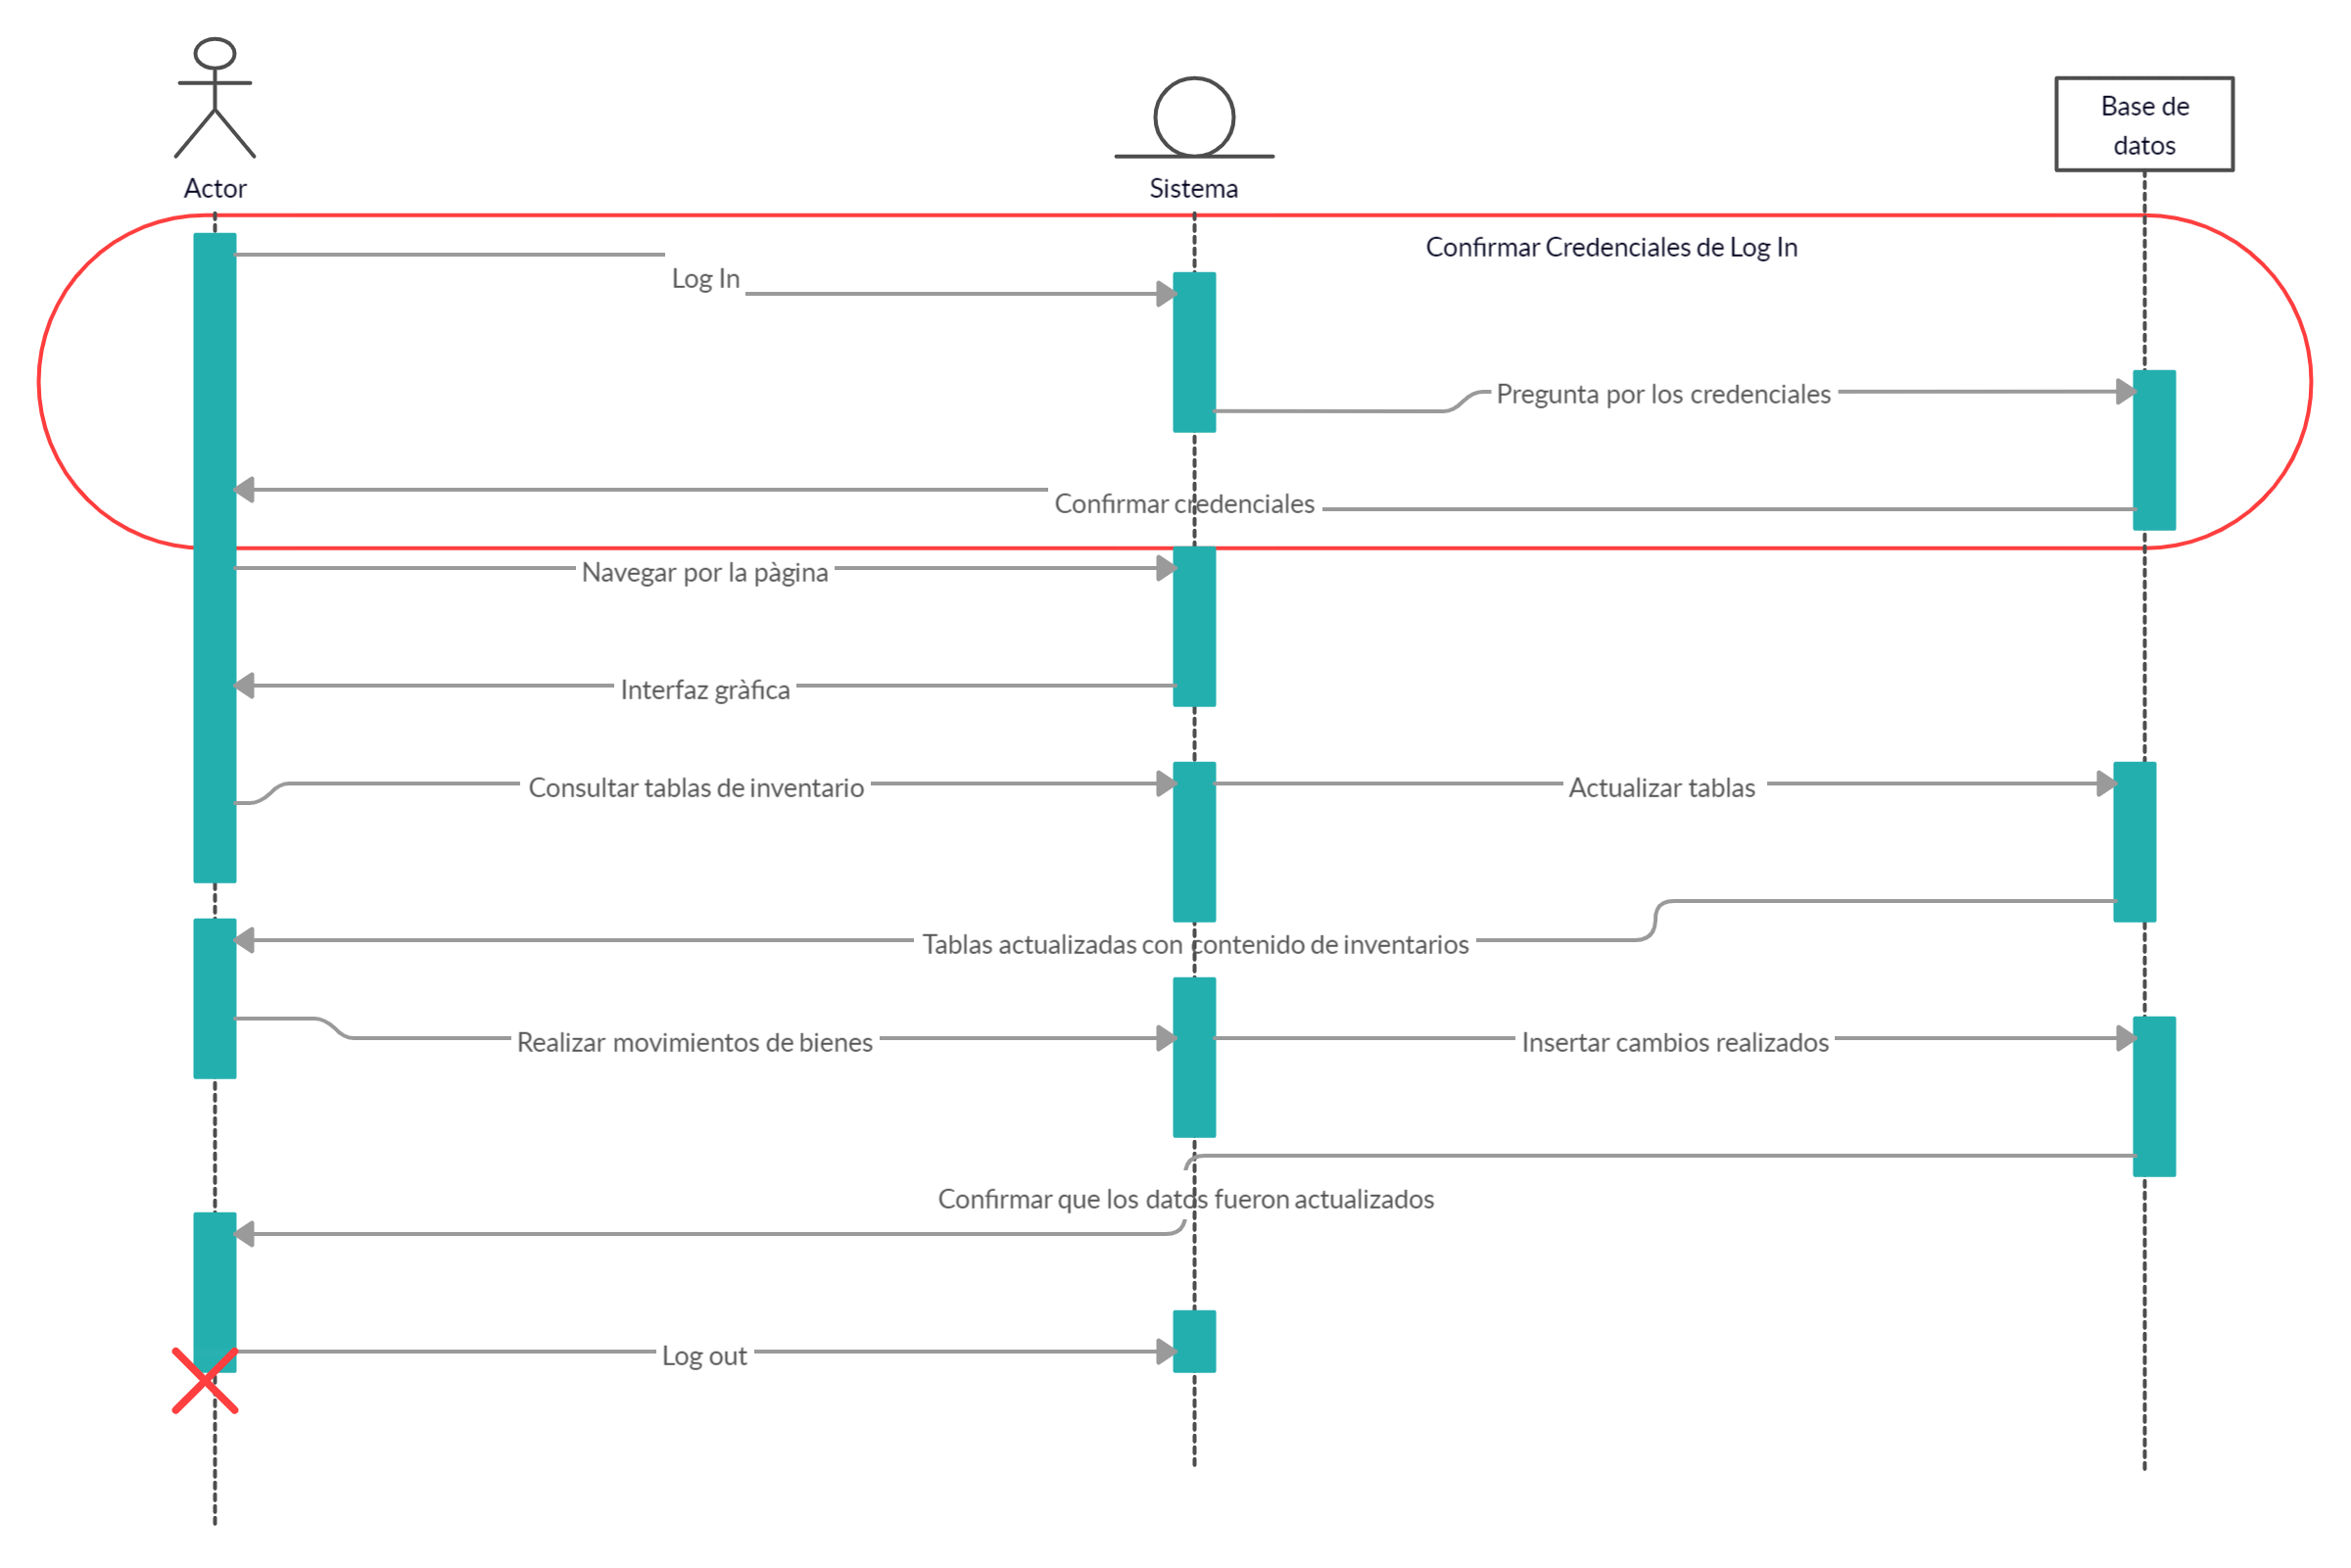 Actor
Sistema
Base de
datos
Confirmar Credenciales de Log In
Log In
Pregunta por los credenciales
Confirmar credenciales
Navegar por la pàgina
Interfaz gràfica
Consultar tablas de inventario
Actualizar tablas
Tablas actualizadas con contenido de inventarios
Realizar movimientos de bienes
Insertar cambios realizados
Confirmar que los datos fueron actualizados
Log out